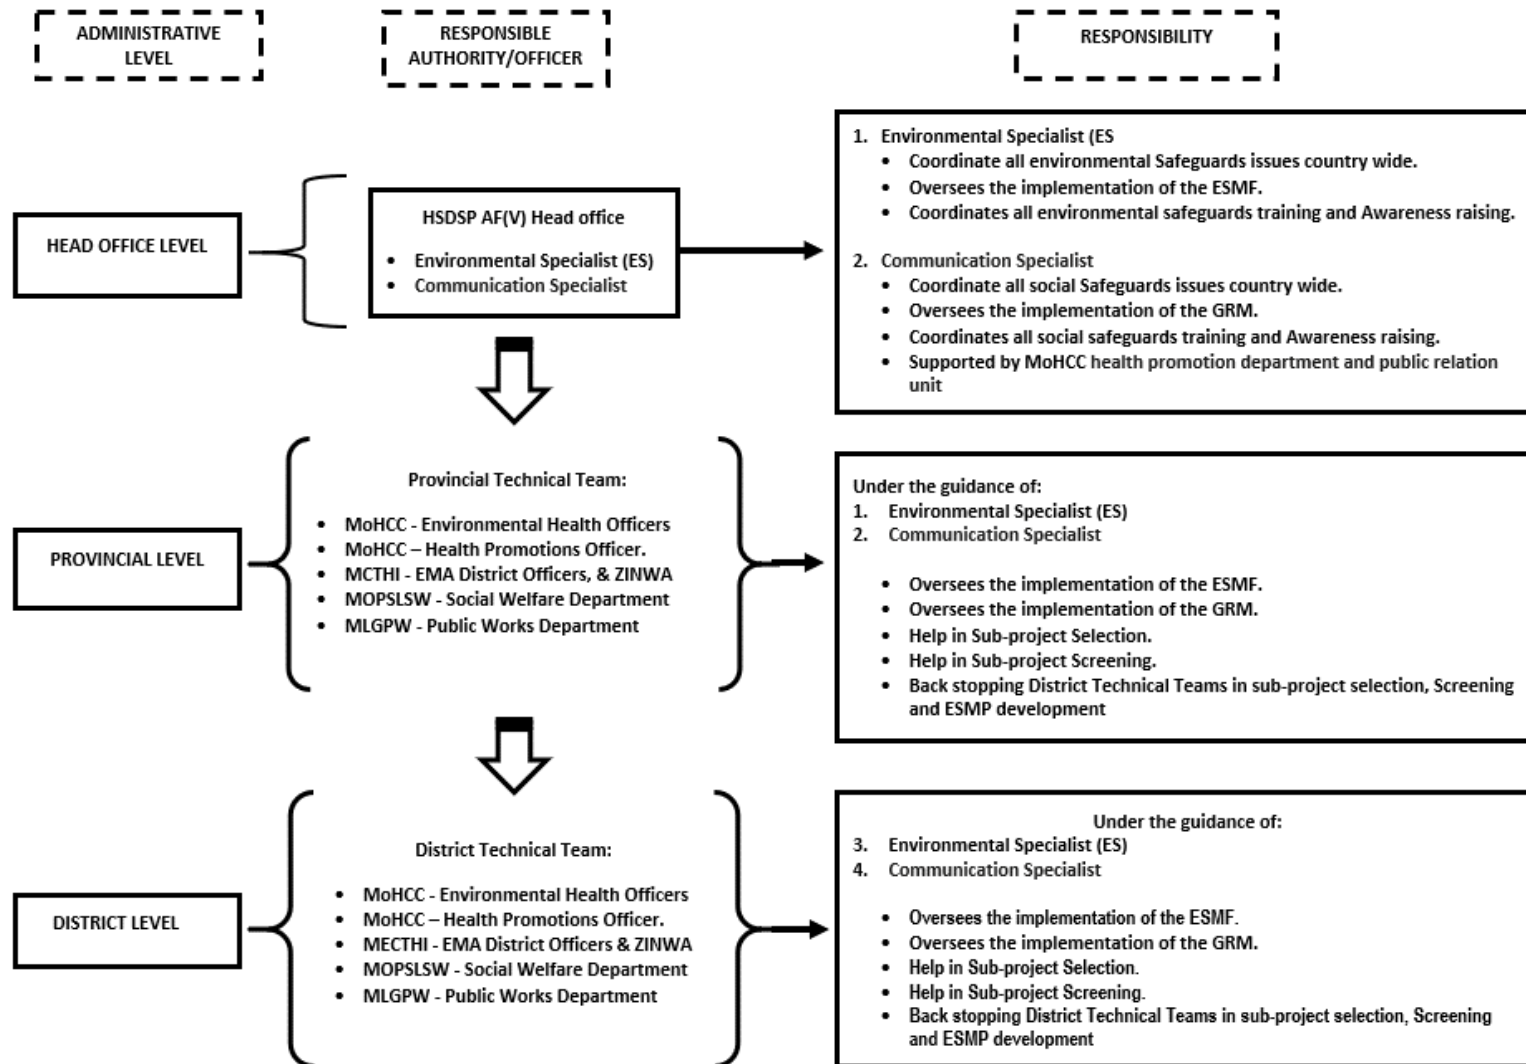 ADMINISTRATIVE
LEVEL
RESPONSIBLE
AUTHORITY/OFFICER
RESPONSIBILITY
HEAD OFFICE LEVEL
HSDSP AF(V) Head office
• Environmental Specialist (ES)
• Communication Specialist
1. Environmental Specialist (ES
• Coordinate all environmental Safeguards issues country wide.
• Oversees the implementation of the ESMF.
• Coordinates all environmental safeguards training and Awareness raising.
2. Communication Specialist
• Coordinate all social Safeguards issues country wide.
• Oversees the implementation of the GRM.
• Coordinates all social safeguards training and Awareness raising.
• Supported by MoHCC health promotion department and public relation
unit
PROVINCIAL LEVEL
Provincial Technical Team:
• MoHCC - Environmental Health Officers
• MoHCC – Health Promotions Officer.
• MCTHI - EMA District Officers, & ZINWA
• MOPSLSW - Social Welfare Department
• MLGPW - Public Works Department
Under the guidance of:
1. Environmental Specialist (ES)
2. Communication Specialist
• Oversees the implementation of the ESMF.
• Oversees the implementation of the GRM.
• Help in Sub-project Selection.
• Help in Sub-project Screening.
• Back stopping District Technical Teams in sub-project selection, Screening
and ESMP development
DISTRICT LEVEL
District Technical Team:
• MoHCC - Environmental Health Officers
• MoHCC – Health Promotions Officer.
• MECTHI - EMA District Officers & ZINWA
• MOPSLSW - Social Welfare Department
• MLGPW - Public Works Department
Under the guidance of:
3. Environmental Specialist (ES)
4. Communication Specialist
• Oversees the implementation of the ESMF.
• Oversees the implementation of the GRM.
• Help in Sub-project Selection.
• Help in Sub-project Screening.
• Back stopping District Technical Teams in sub-project selection, Screening
and ESMP development